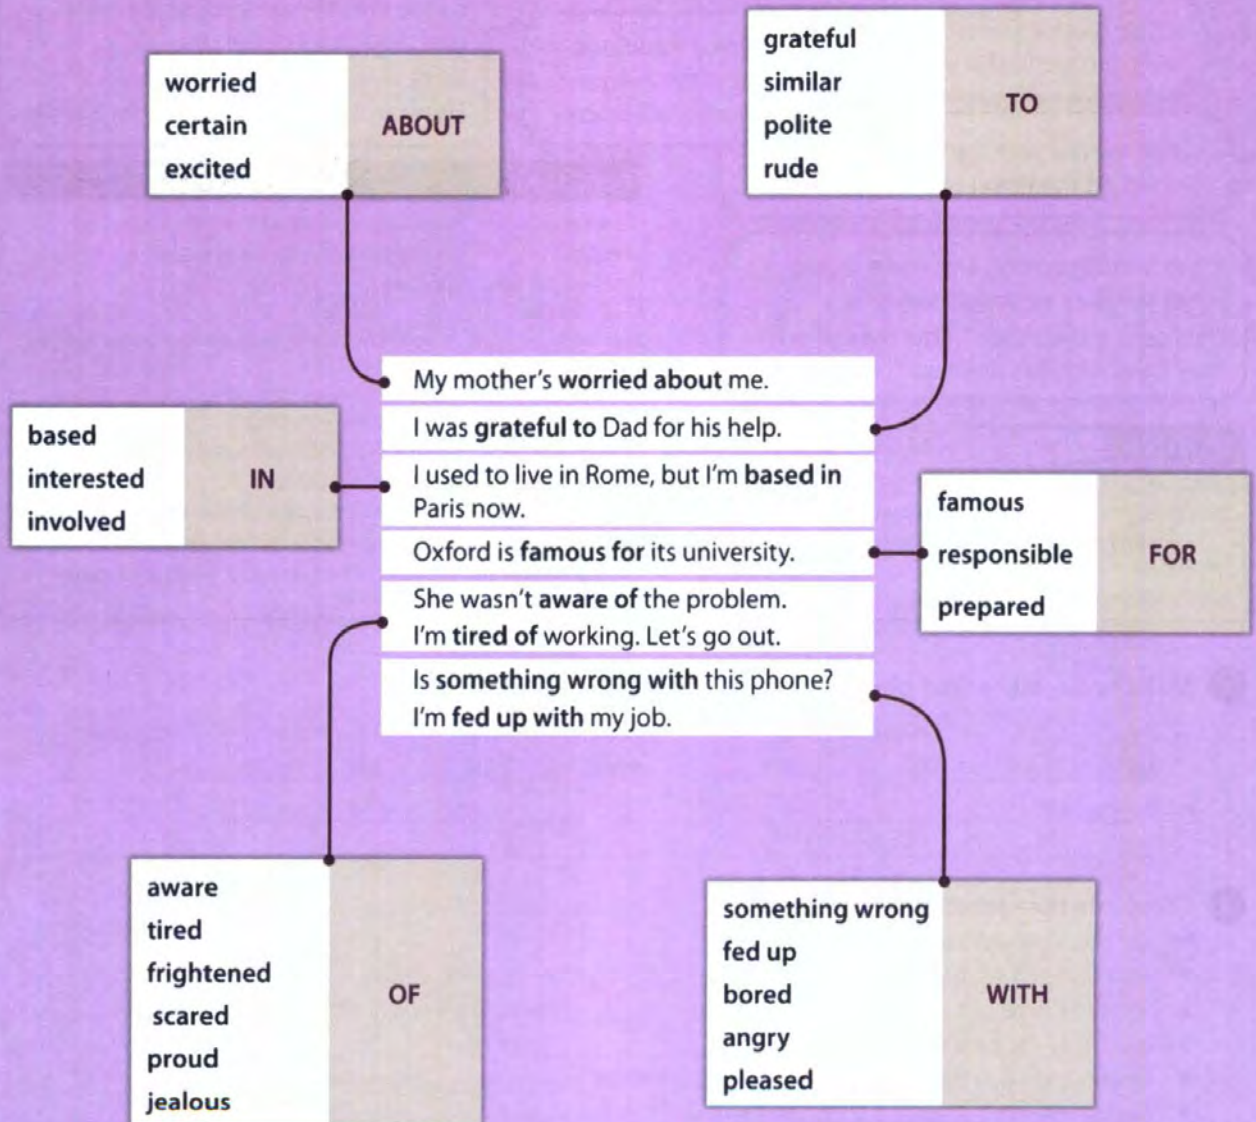 worried
certain
excited
ABOUT
grateful
similar
polite
rude
TO
My mother's worried about me.
I was grateful to Dad for his help.
I used to live in Rome, but I'm based in
Paris now.
Oxford is famous for its university.
She wasn't aware of the problem.
I'm tired of working. Let's go out.
Is something wrong with this phone?
I'm fed up with my job.
based
interested
involved
IN
famous
responsible
prepared
FOR
aware
tired
frightened
scared
proud
jealous
OF
something wrong
fed up
bored
angry
pleased
WITH